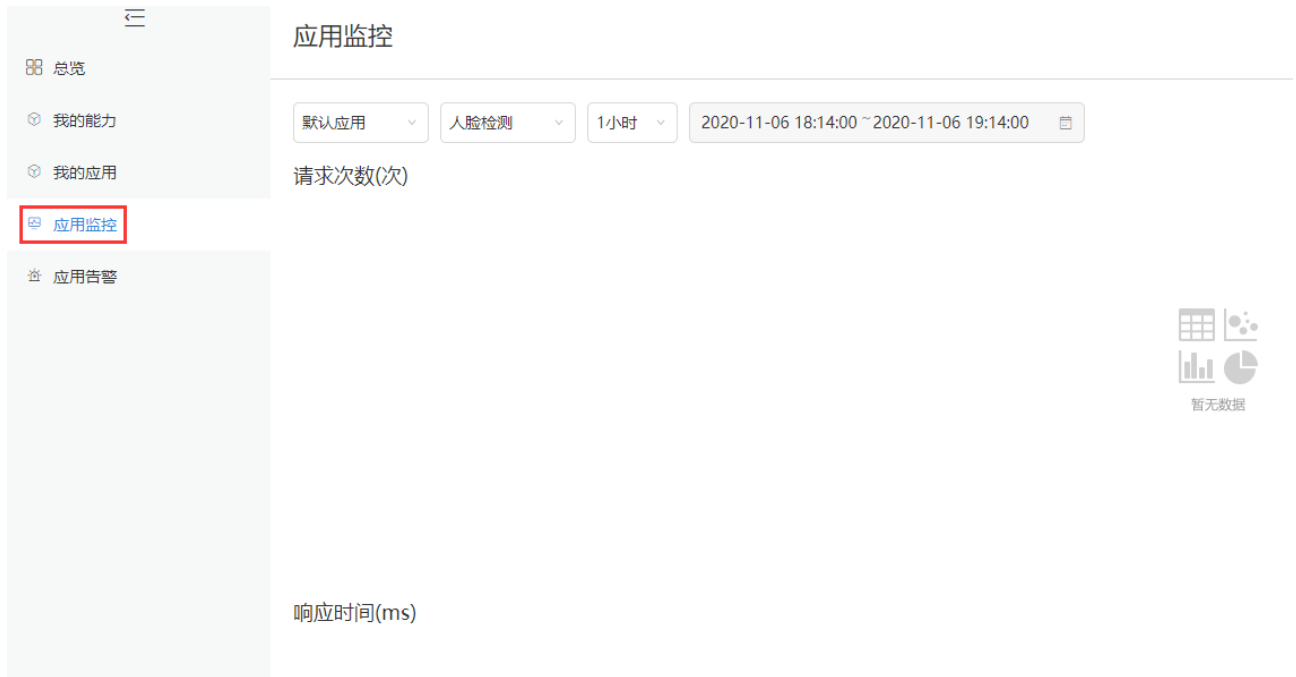 总览
我的能力
我的应用
应用监控
应用告警
应用监控
默认应用 人脸检测 1小时 2020-11-06 18:14:00 ~ 2020-11-06 19:14:00
请求次数(次)
暂无数据
响应时间(ms)